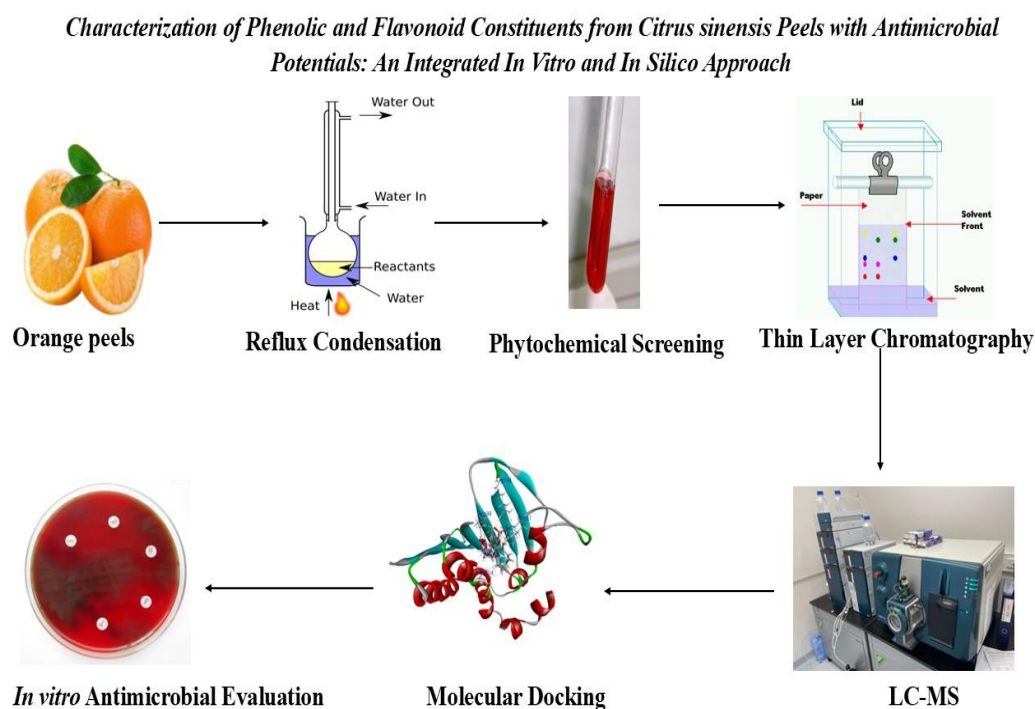 Characterization of Phenolic and Flavonoid Constituents from Citrus sinensis Peels with Antimicrobial
Potentials: An Integrated In Vitro and In Silico Approach
Water Out
Water In
Reactants
Water
Heat
Lid
Paper
Solvent
Front
Solvent
Orange peels
Reflux Condensation
Phytochemical Screening
Thin Layer Chromatography
In vitro Antimicrobial Evaluation
Molecular Docking
LC-MS